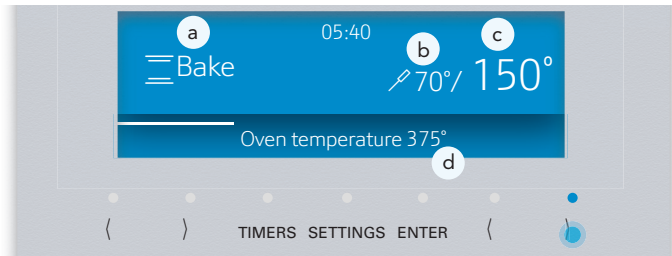 a
05:40
b
c
Bake
70°/ 150°
Oven temperature 375°
d
⟨ ⟩ TIMERS SETTINGS ENTER ⟨ ⟩